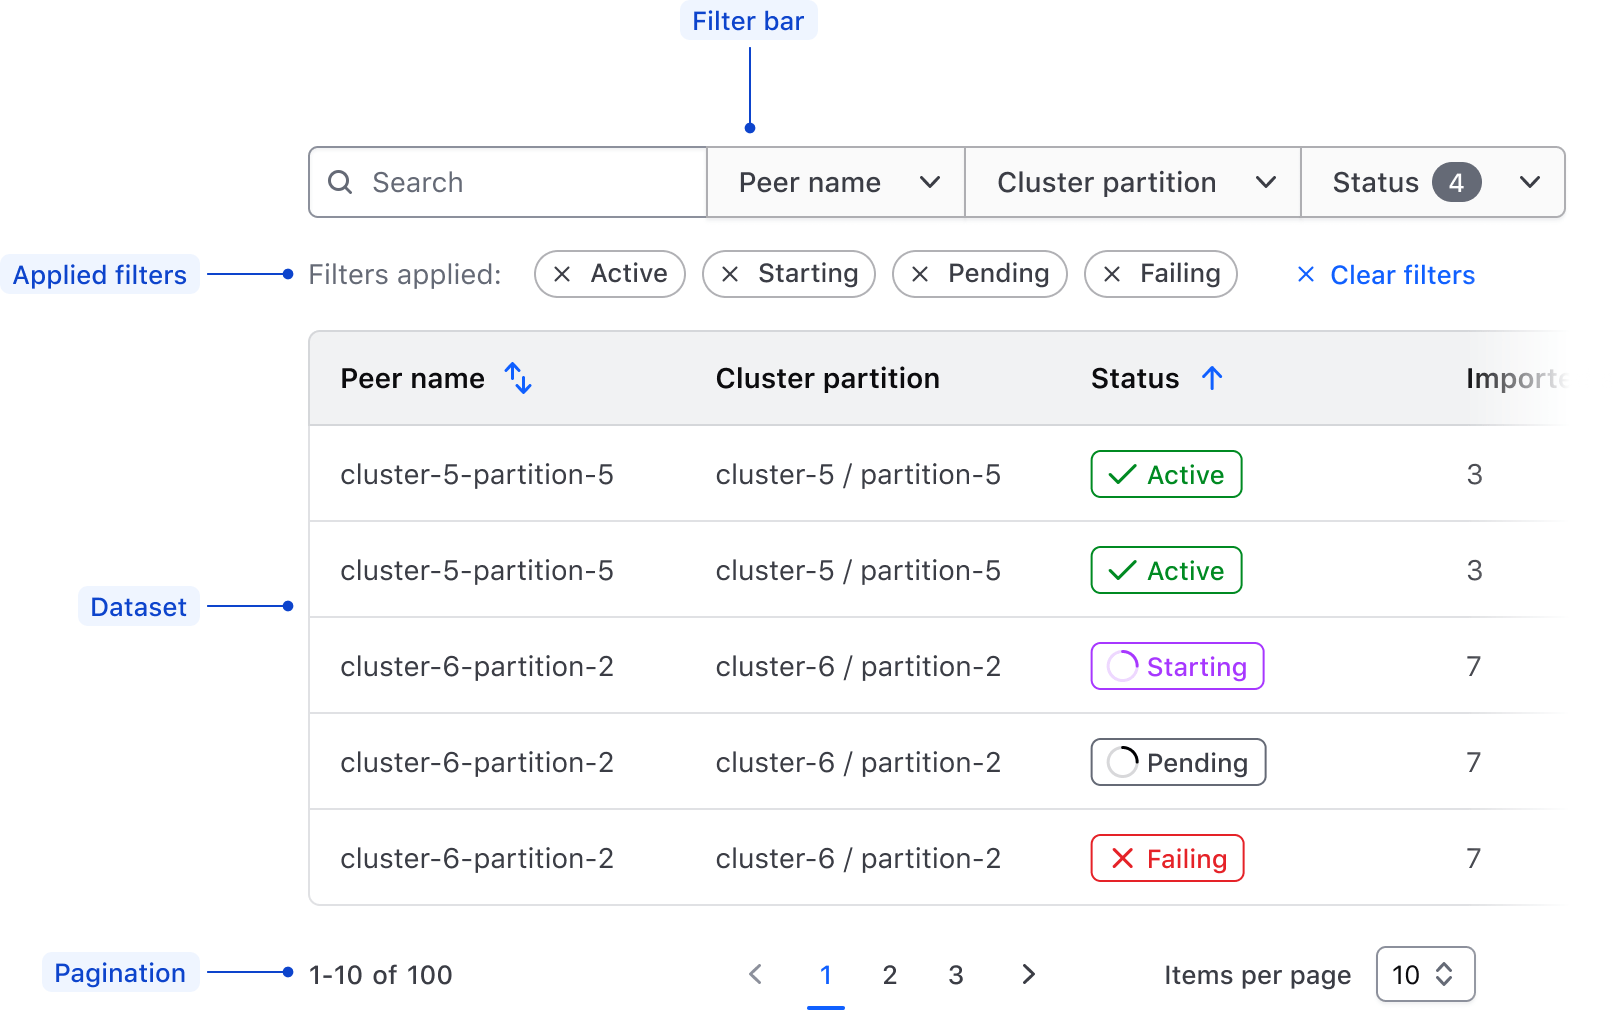 Filter bar
Search Peer name Cluster partition Status 4
Applied filters Filters applied: Active Starting Pending Failing Clear filters
Peer name Cluster partition Status Importe
cluster-5-partition-5 cluster-5 / partition-5 Active 3
cluster-5-partition-5 cluster-5 / partition-5 Active 3
Dataset
cluster-6-partition-2 cluster-6 / partition-2 Starting 7
cluster-6-partition-2 cluster-6 / partition-2 Pending 7
cluster-6-partition-2 cluster-6 / partition-2 Failing 7
Pagination 1-10 of 100 1 2 3 Items per page 10